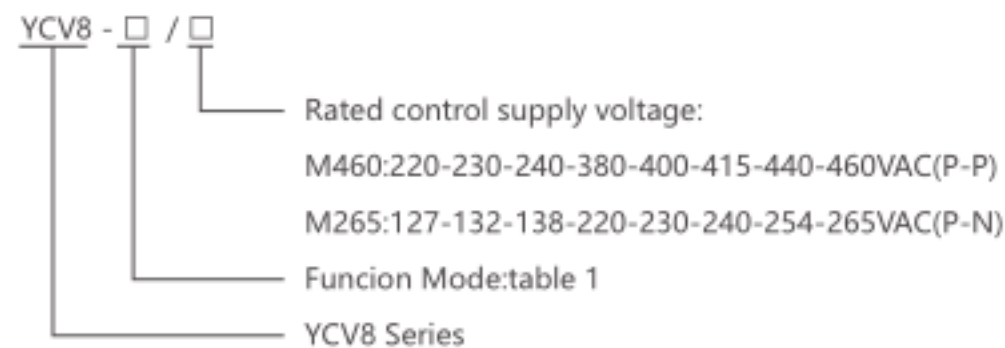 YCV8 - □ / □
Rated control supply voltage:
M460:220-230-240-380-400-415-440-460VAC(P-P)
M265:127-132-138-220-230-240-254-265VAC(P-N)
Funcion Mode:table 1
YCV8 Series